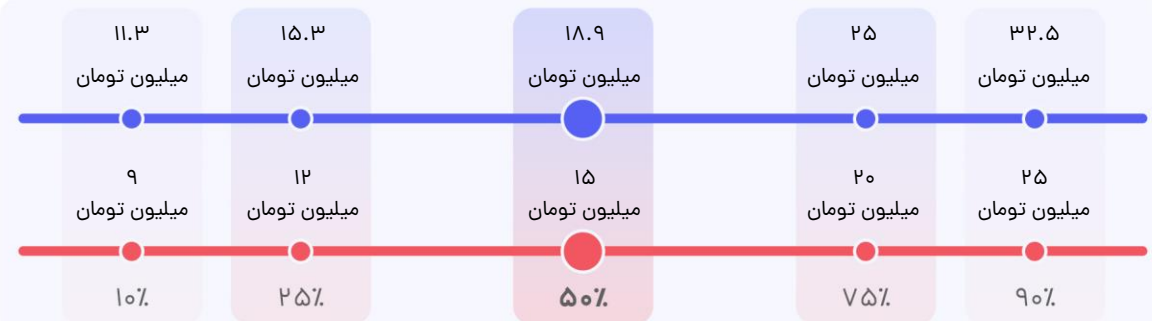 ۱۱.۳ ۱۵.۳ ۱۸.۹ ۲۵ ۳۲.۵
میلیون تومان میلیون تومان میلیون تومان میلیون تومان میلیون تومان
۹ ۱۲ ۱۵ ۲۰ ۲۵
میلیون تومان میلیون تومان میلیون تومان میلیون تومان میلیون تومان
۱۰٪ ۲۵٪ ۵۰٪ ۷۵٪ ۹۰٪